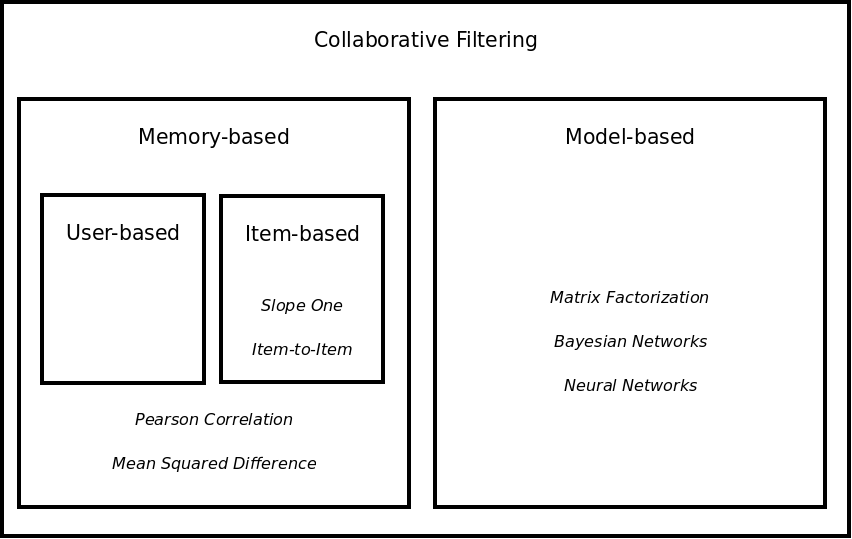 Collaborative Filtering
Memory-based
User-based
Item-based
Slope One
Item-to-Item
Pearson Correlation
Mean Squared Difference
Model-based
Matrix Factorization
Bayesian Networks
Neural Networks